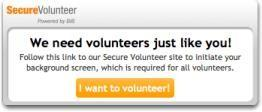 SecureVolunteer
Powered by BIB
We need volunteers just like you!
Follow this link to our Secure Volunteer site to initiate your
background screen, which is required for all volunteers.
I want to volunteer!